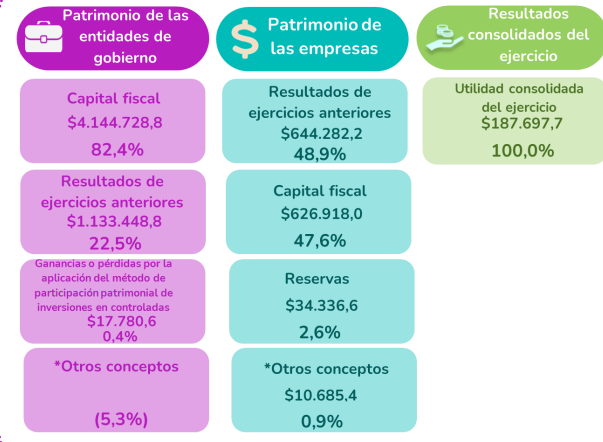 Patrimonio de las
entidades de
gobierno
Capital fiscal
$4.144.728,8
82,4%
Resultados de
ejercicios anteriores
$1.133.448,8
22,5%
Ganancias o pérdidas por la
aplicación del método de
participación patrimonial de
inversiones en controladas
$17.780,6
0,4%
*Otros conceptos
(5,3%)
Patrimonio de
las empresas
Resultados de
ejercicios anteriores
$644.282,2
48,9%
Capital fiscal
$626.918,0
47,6%
Reservas
$34.336,6
2,6%
*Otros conceptos
$10.685,4
0,9%
Resultados
consolidados del
ejercicio
Utilidad consolidada
del ejercicio
$187.697,7
100,0%